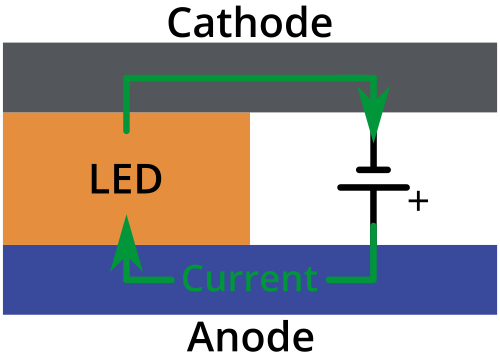 Cathode
LED
+
Current
Anode